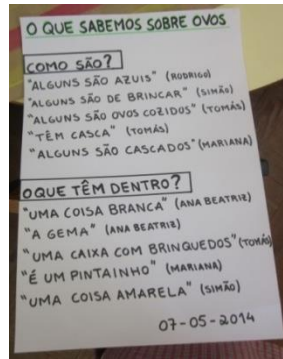 O QUE SABEMOS SOBRE OVOS
COMO SÃO?
"ALGUNS SÃO AZUIS" (RODRIGO)
"ALGUNS SÃO DE BRINCAR" (SIMÃO)
"ALGUNS SÃO OVOS COZIDOS" (TOMÁS)
"TÊM CASCA" (TOMÁS)
"ALGUNS SÃO CASCADOS" (MARIANA)
O QUE TÊM DENTRO?
"UMA COISA BRANCA" (ANA BEATRIZ)
"A GEMA" (ANA BEATRIZ)
"UMA CAIXA COM BRINQUEDOS" (TOMÁS)
"É UM PINTAINHO" (MARIANA)
"UMA COISA AMARELA" (SIMÃO)
07-05-2014